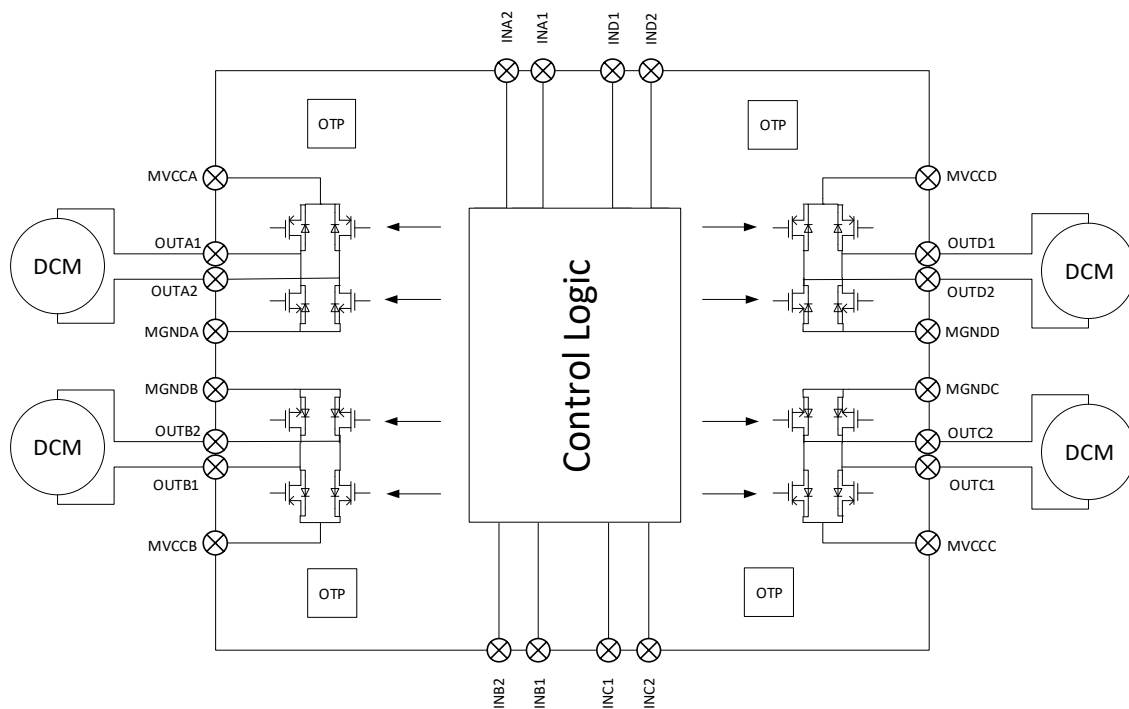 INA2
INA1
IND1
IND2
OTP
OTP
MVCCA
MVCCD
OUTA1
OUTD1
DCM
DCM
OUTA2
OUTD2
MGNDA
MGNDD
Control Logic
MGNDB
MGNDC
OUTB2
OUTC2
DCM
DCM
OUTB1
OUTC1
MVCCB
MVCCC
OTP
OTP
INB2
INB1
INC1
INC2